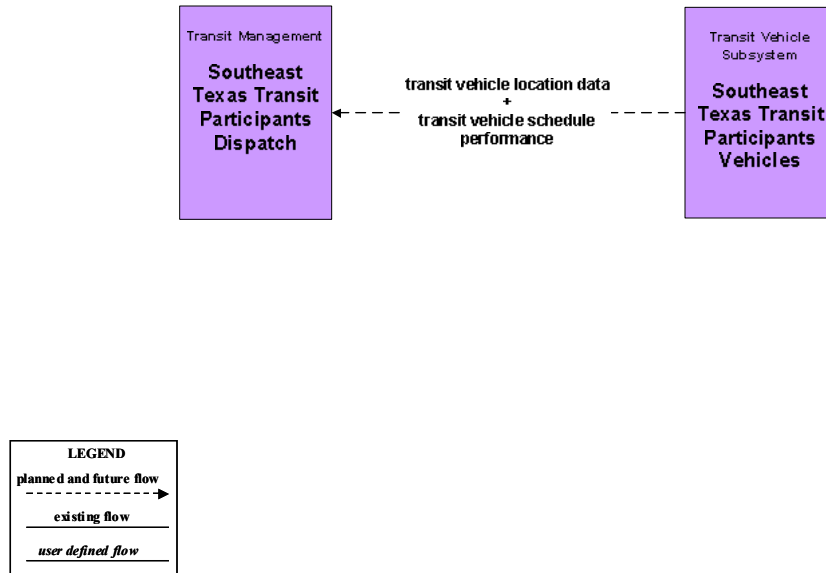 Transit Management
Southeast
Texas Transit
Participants
Dispatch
transit vehicle location data
+
transit vehicle schedule
performance
Transit Vehicle
Subsystem
Southeast
Texas Transit
Participants
Vehicles
LEGEND
planned and future flow
existing flow
user defined flow